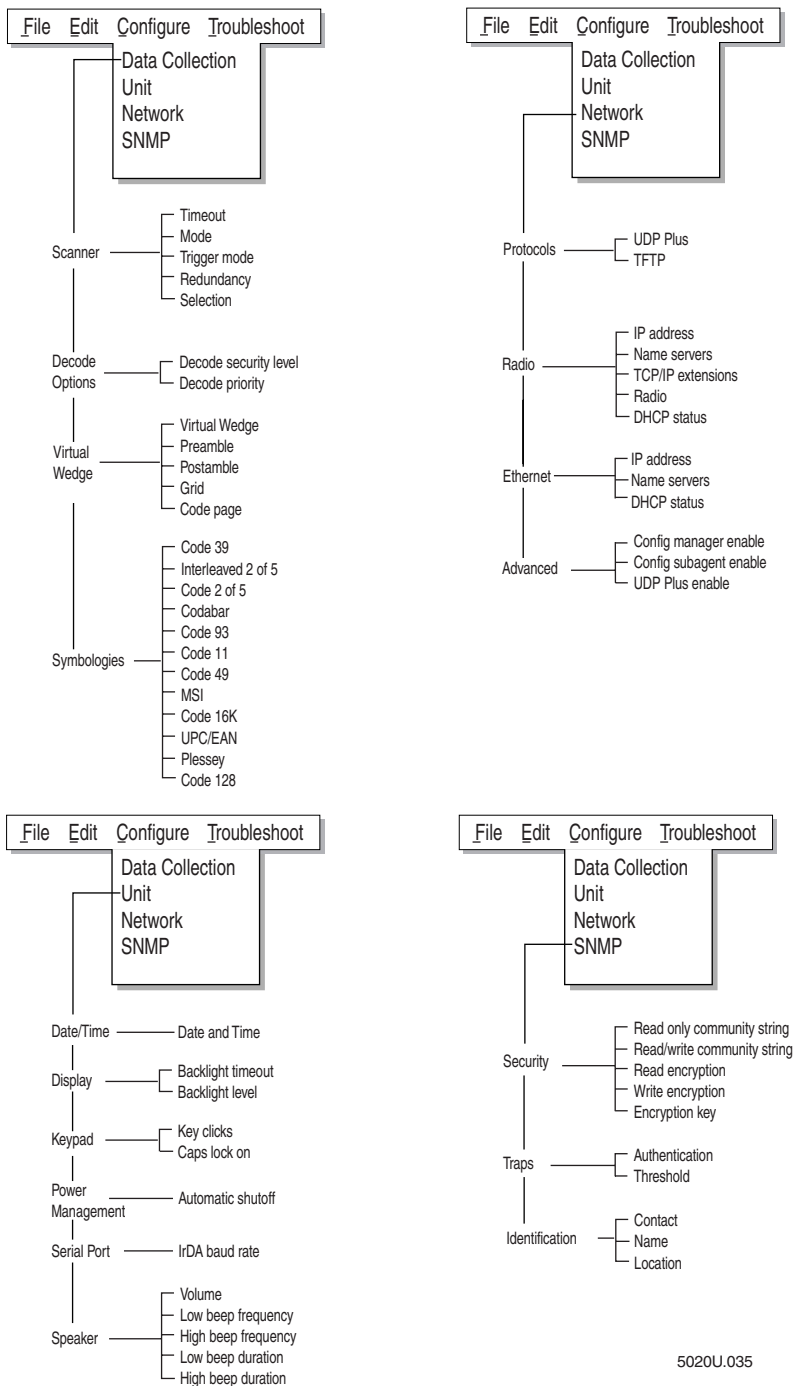 File Edit Configure Troubleshoot
Data Collection
Unit
Network
SNMP
Scanner
Timeout
Mode
Trigger mode
Redundancy
Selection
Decode
Options
Decode security level
Decode priority
Virtual
Wedge
Virtual Wedge
Preamble
Postamble
Grid
Code page
Symbologies
Code 39
Interleaved 2 of 5
Code 2 of 5
Codabar
Code 93
Code 11
Code 49
MSI
Code 16K
UPC/EAN
Plessey
Code 128
File Edit Configure Troubleshoot
Data Collection
Unit
Network
SNMP
Protocols
UDP Plus
TFTP
Radio
IP address
Name servers
TCP/IP extensions
Radio
DHCP status
Ethernet
IP address
Name servers
DHCP status
Advanced
Config manager enable
Config subagent enable
UDP Plus enable
File Edit Configure Troubleshoot
Data Collection
Unit
Network
SNMP
Date/Time
Date and Time
Display
Backlight timeout
Backlight level
Keypad
Key clicks
Caps lock on
Power
Management
Automatic shutoff
Serial Port
IrDA baud rate
Speaker
Volume
Low beep frequency
High beep frequency
Low beep duration
High beep duration
File Edit Configure Troubleshoot
Data Collection
Unit
Network
SNMP
Security
Read only community string
Read/write community string
Read encryption
Write encryption
Encryption key
Traps
Authentication
Threshold
Identification
Contact
Name
Location
5020U.035